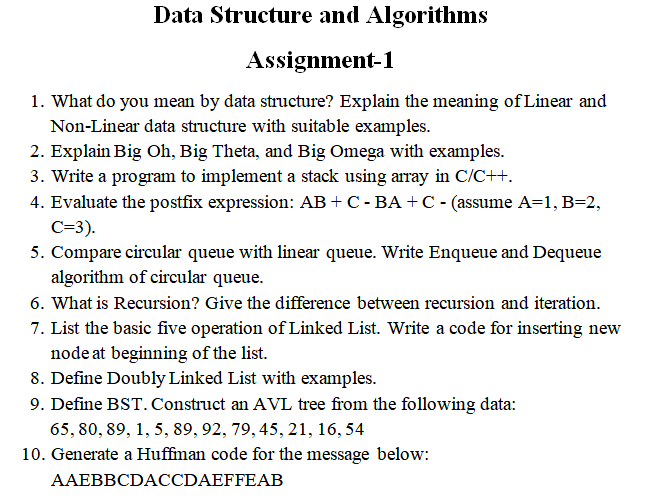 Data Structure and Algorithms
Assignment-1
1. What do you mean by data structure? Explain the meaning of Linear and
Non-Linear data structure with suitable examples.
2. Explain Big Oh, Big Theta, and Big Omega with examples.
3. Write a program to implement a stack using array in C/C++.
4. Evaluate the postfix expression: AB + C - BA + C - (assume A=1, B=2,
C=3).
5. Compare circular queue with linear queue. Write Enqueue and Dequeue
algorithm of circular queue.
6. What is Recursion? Give the difference between recursion and iteration.
7. List the basic five operation of Linked List. Write a code for inserting new
node at beginning of the list.
8. Define Doubly Linked List with examples.
9. Define BST. Construct an AVL tree from the following data:
65, 80, 89, 1, 5, 89, 92, 79, 45, 21, 16, 54
10. Generate a Huffman code for the message below:
AAEBBCDACCDAEFFEAB